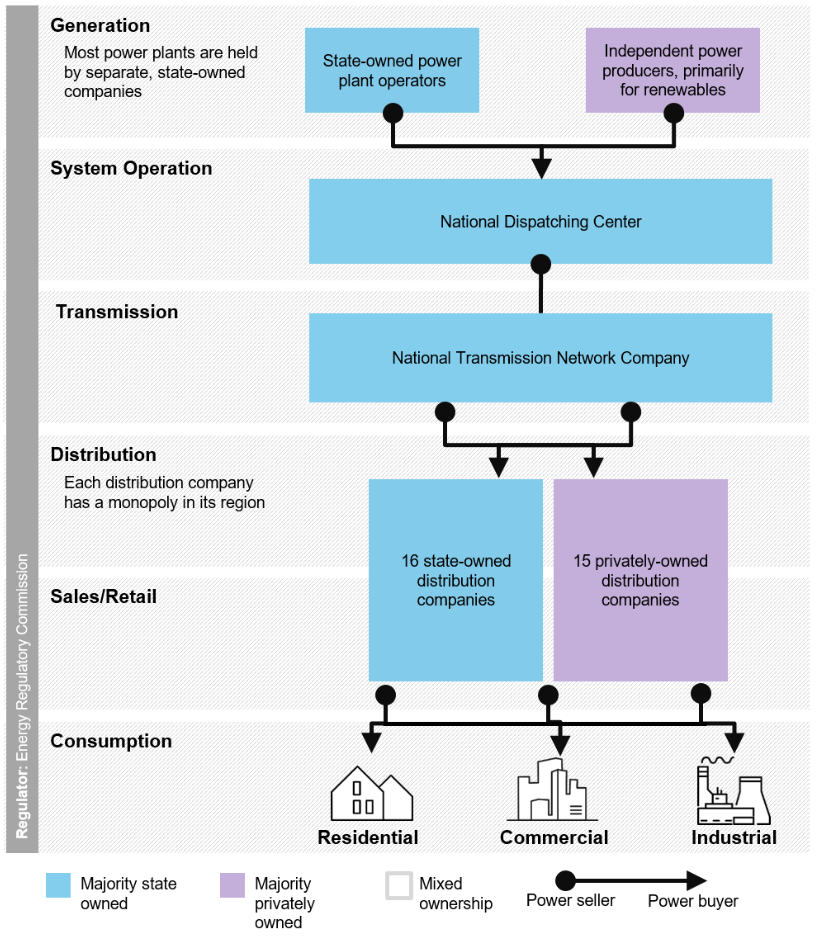 Generation
Most power plants are held
by separate, state-owned
companies
State-owned power
plant operators
Independent power
producers, primarily
for renewables
System Operation
National Dispatching Center
Transmission
National Transmission Network Company
Distribution
Each distribution company
has a monopoly in its region
16 state-owned
distribution
companies
15 privately-owned
distribution
companies
Sales/Retail
Consumption
Residential
Commercial
Industrial
Regulator: Energy Regulatory Commission
Majority state
owned
Majority
privately
owned
Mixed
ownership
Power seller
Power buyer